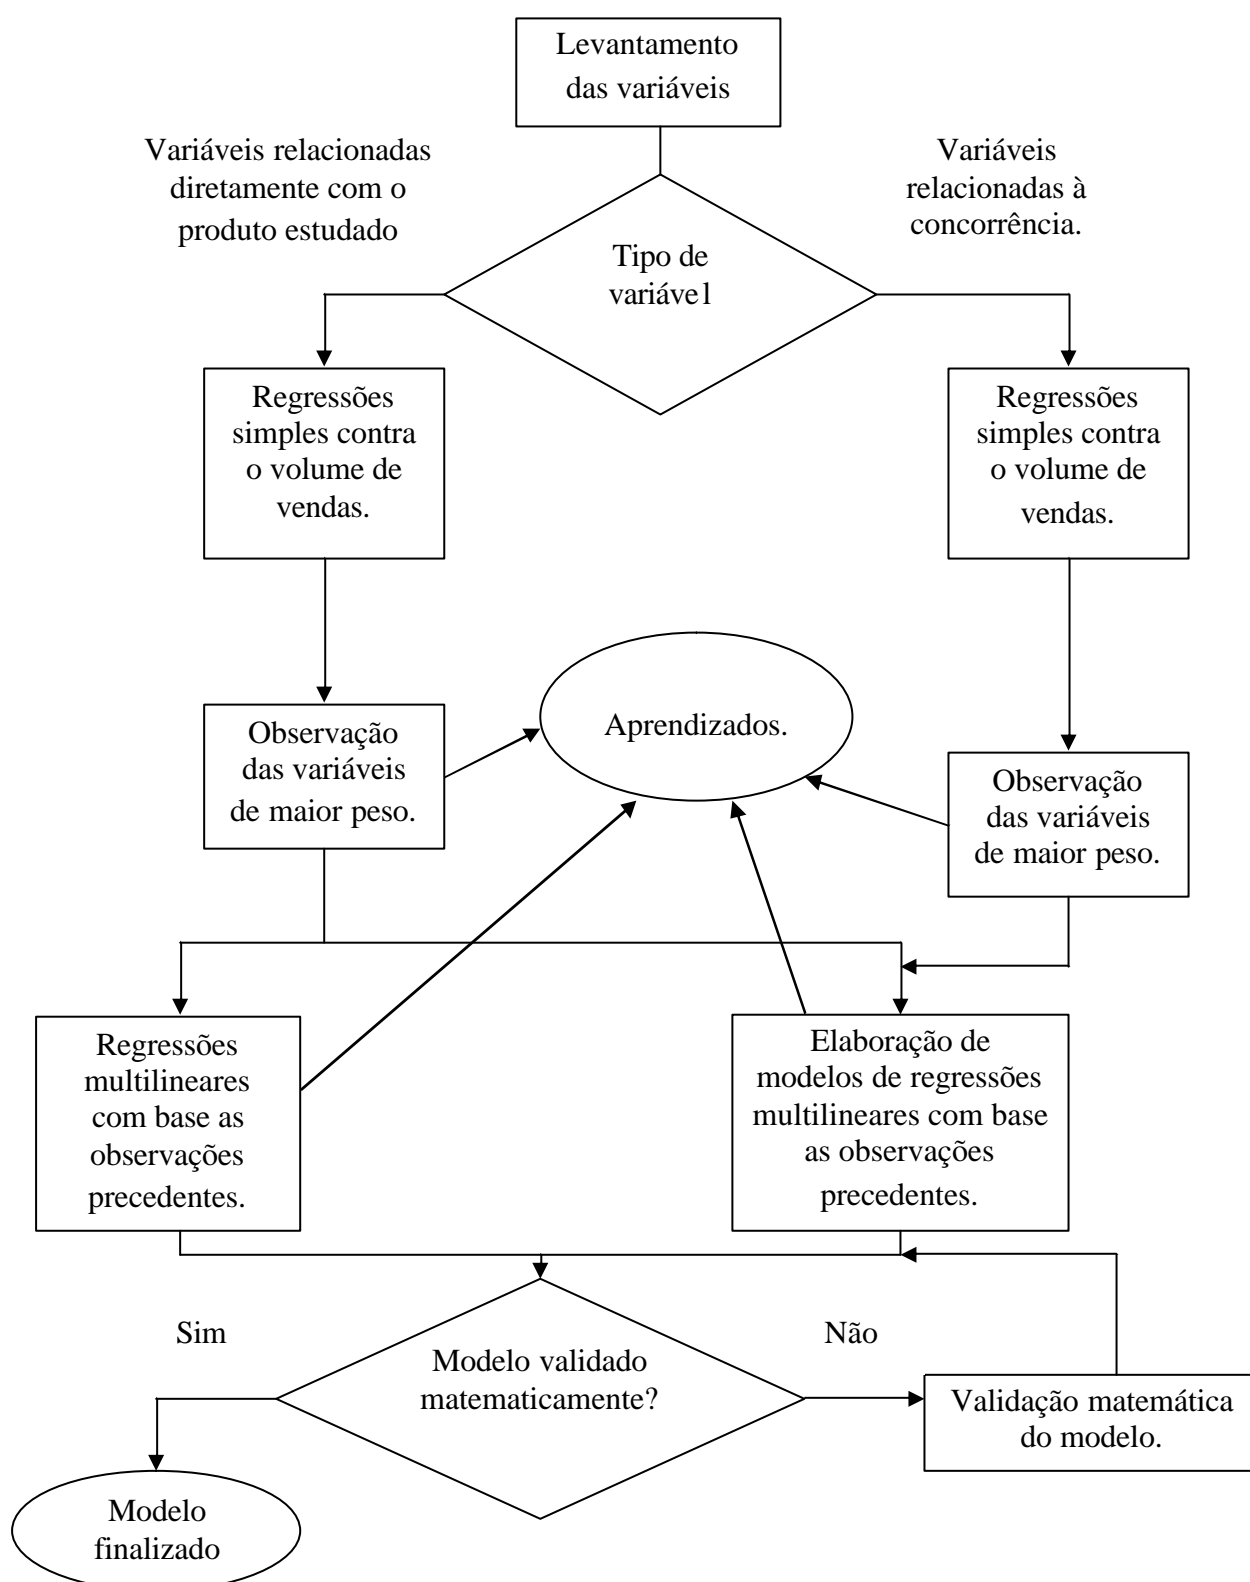 Levantamento
das variáveis
Variáveis relacionadas
diretamente com o
produto estudado
Variáveis
relacionadas à
concorrência.
Tipo de
variável
Regressões
simples contra
o volume de
vendas.
Regressões
simples contra
o volume de
vendas.
Aprendizados.
Observação
das variáveis
de maior peso.
Observação
das variáveis
de maior peso.
Regressões
multilineares
com base as
observações
precedentes.
Elaboração de
modelos de regressões
multilineares com base
as observações
precedentes.
Sim
Não
Modelo validado
matematicamente?
Validação matemática
do modelo.
Modelo
finalizado